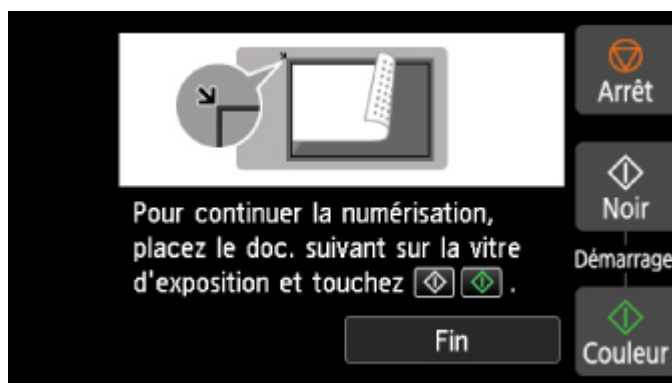 Arrêt
Noir
Démarrage
Couleur
Pour continuer la numérisation,
placez le doc. suivant sur la vitre
d'exposition et touchez .
Fin